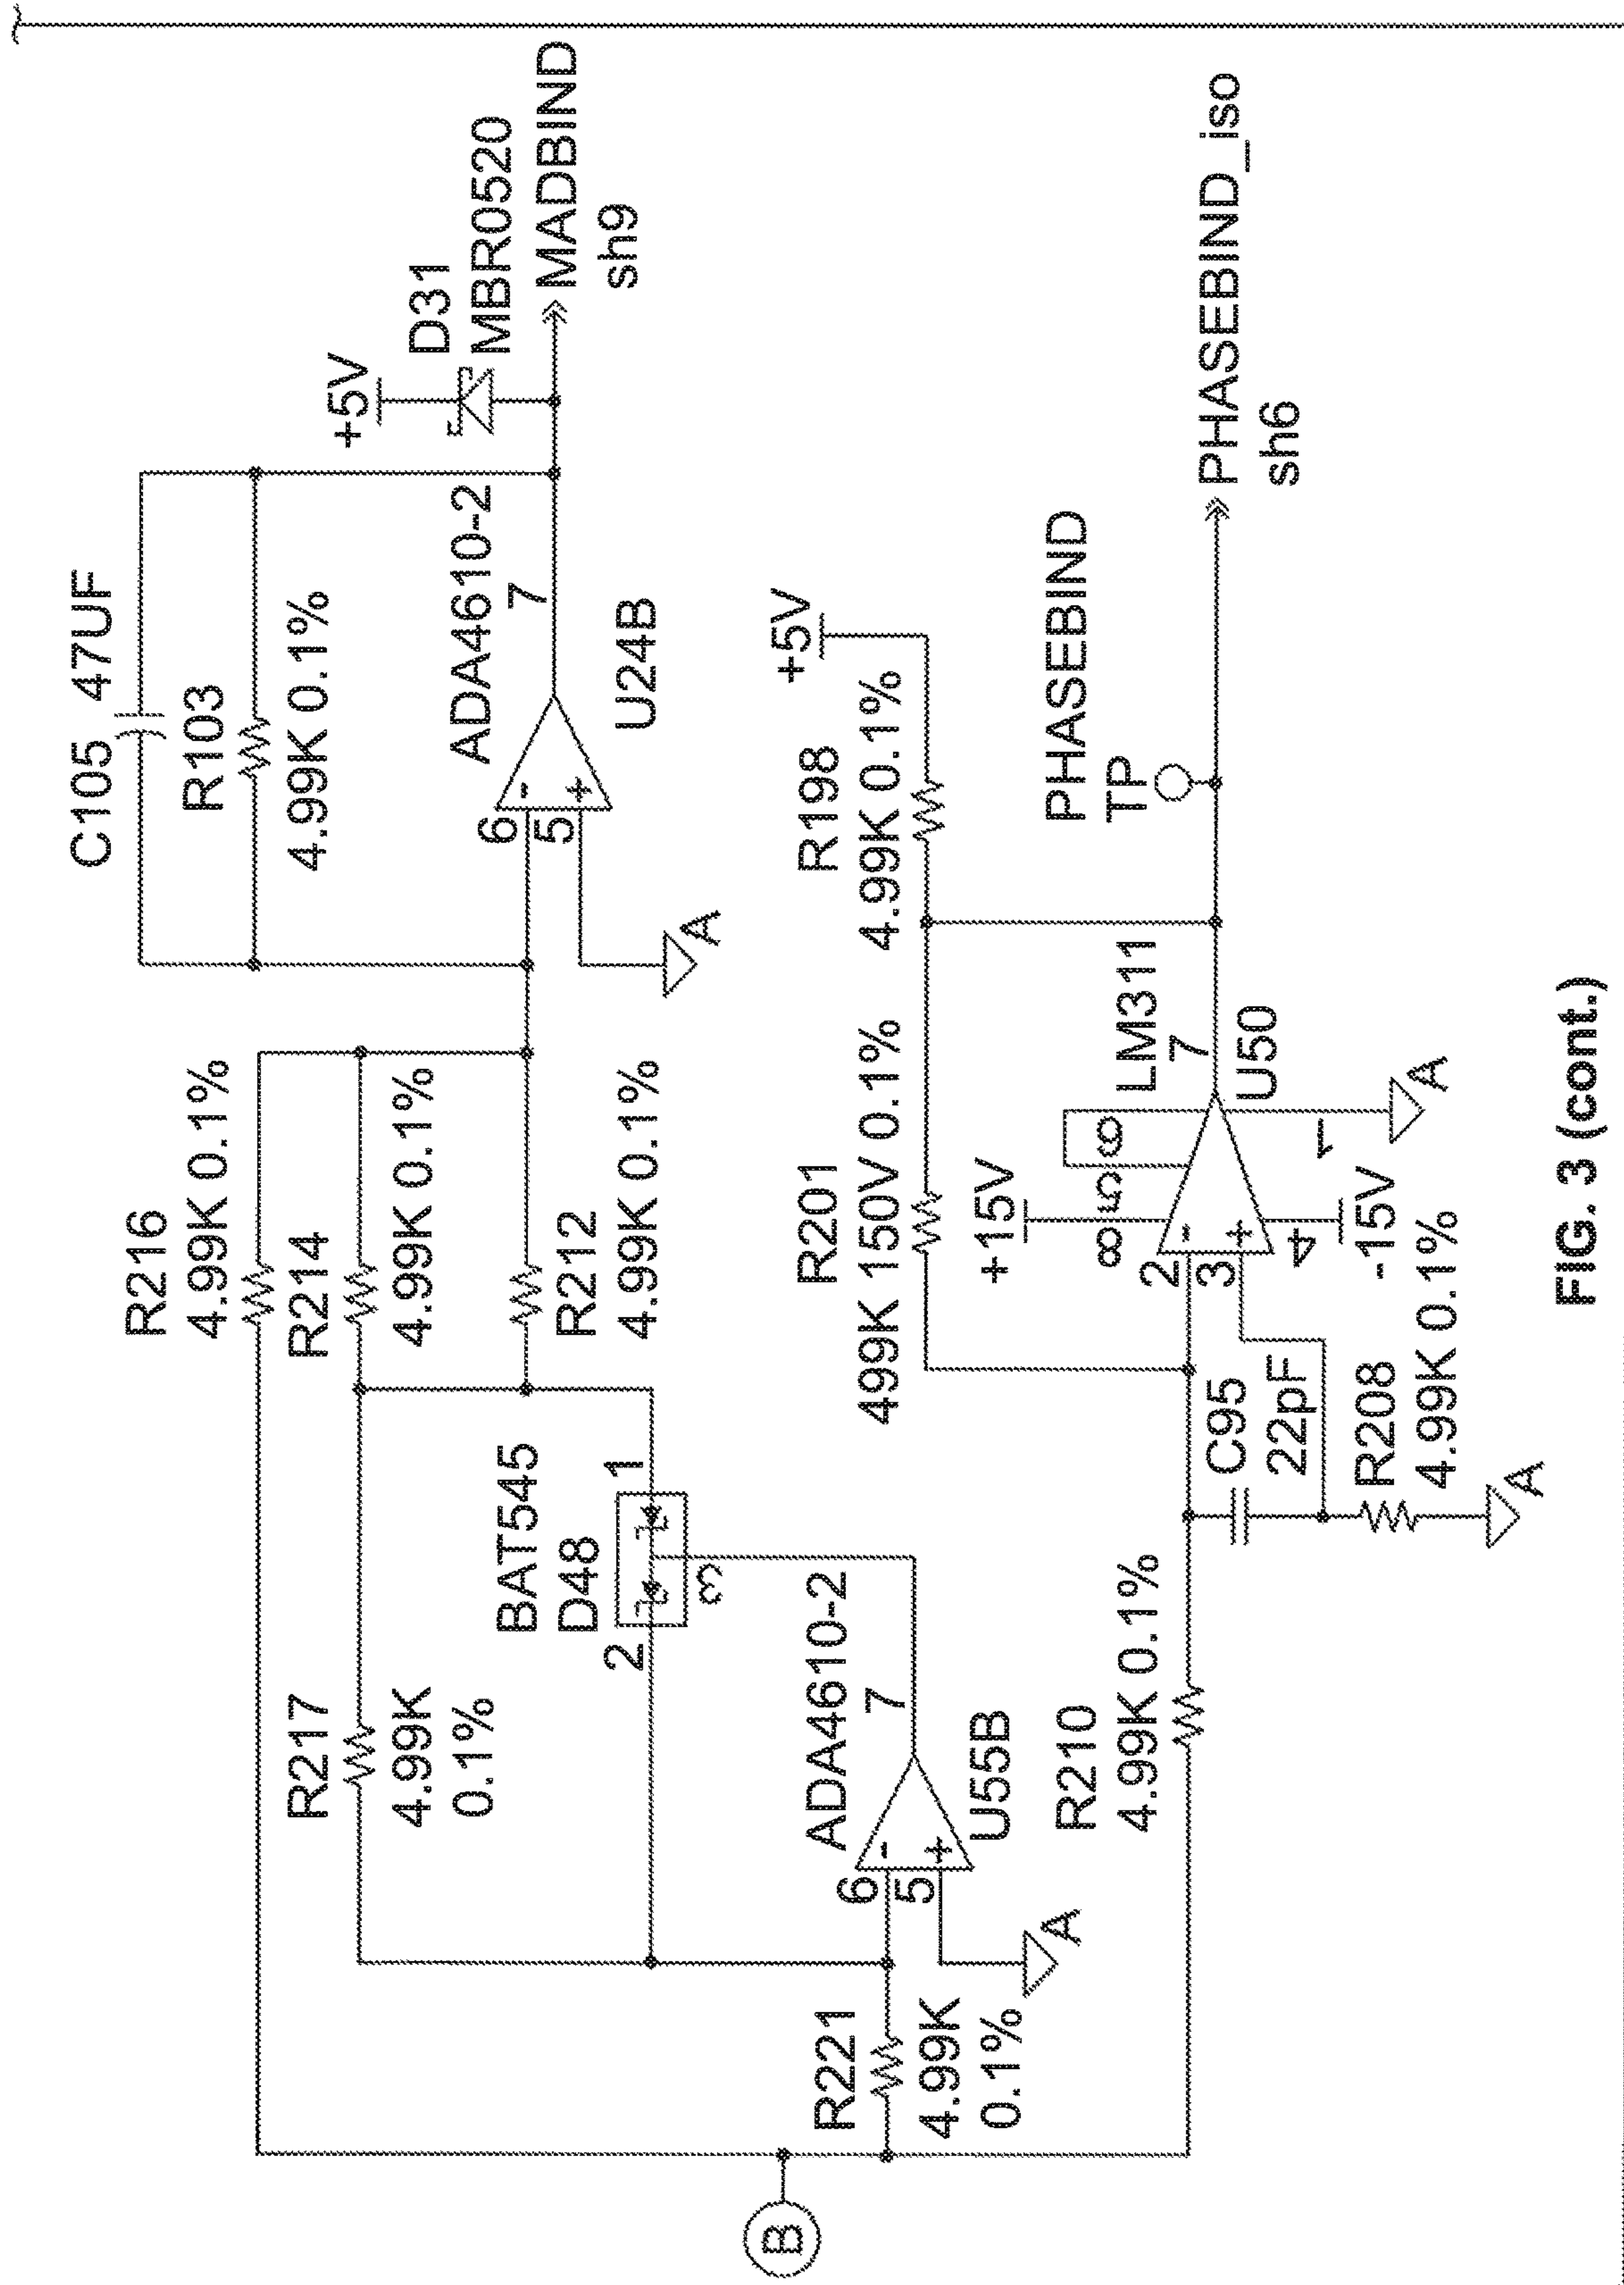 C105 47UF
R103
4.99K 0.1%
+5V
D31
MBR0520
MADBIND
sh9
ADA4610-2
6
5
7
-
+
U24B
A
R216
4.99K 0.1%
R214
4.99K 0.1%
R212
4.99K 0.1%
R217
4.99K
0.1%
BAT545
D48
2
1
3
ADA4610-2
6
5
7
-
+
U55B
A
R221
4.99K
0.1%
B
R210
4.99K 0.1%
R201
499K 150V 0.1%
R198
4.99K 0.1%
+5V
+15V
8
5
6
LM311
2
3
7
-
+
U50
4
1
-15V
A
C95
22pF
R208
4.99K 0.1%
A
PHASEBIND
TP
PHASEBIND_iso
sh6
FIG. 3 (cont.)